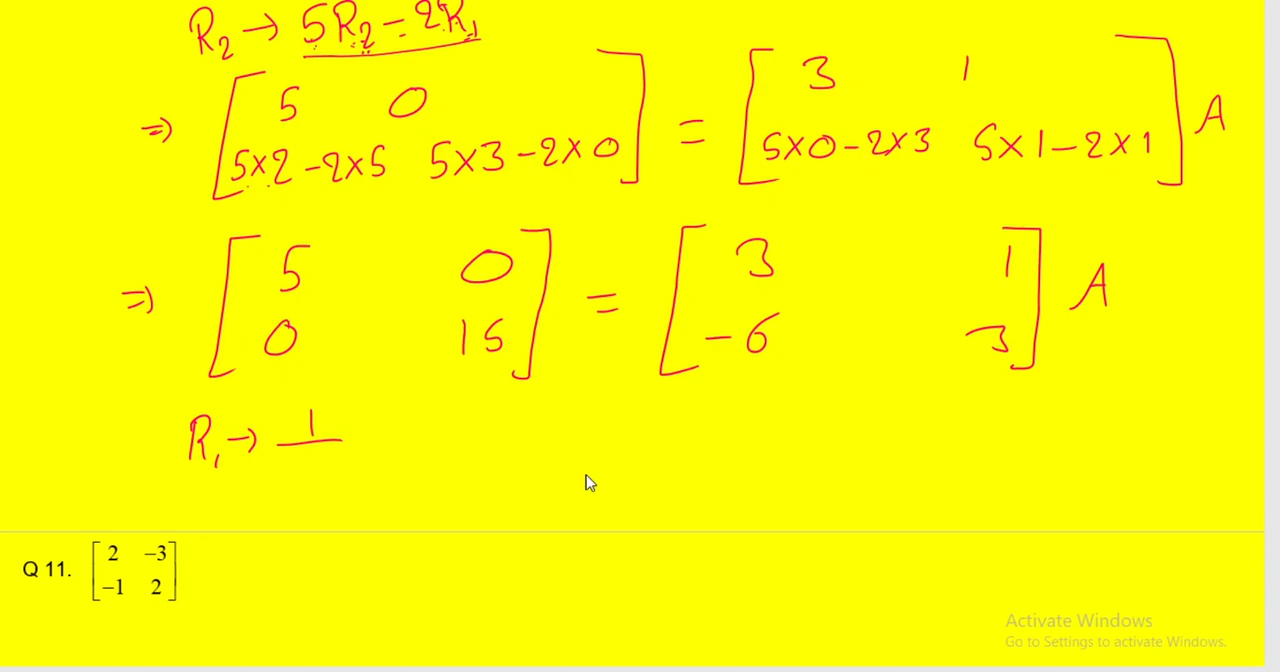 R₂ → 5R₂ - 2R₁
⇒ [ 5 0 ] = [ 3 1 ] A
[ 5×2-2×5 5×3-2×0 ] [ 5×0-2×3 5×1-2×1 ]
⇒ [ 5 0 ] = [ 3 1 ] A
[ 0 15 ] [ -6 3 ]
R₁ → 1
Q 11. [ 2 −3 ]
[ −1 2 ]
Activate Windows
Go to Settings to activate Windows.